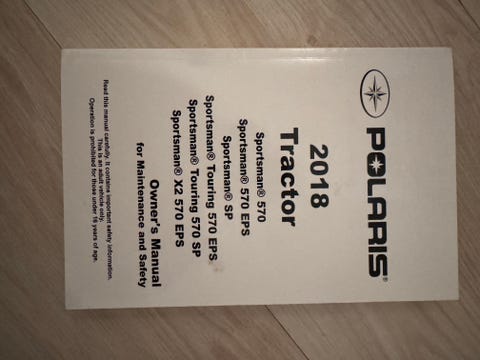 POLARIS®
2018
Tractor
Sportsman® 570
Sportsman® 570 EPS
Sportsman® SP
Sportsman® Touring 570 EPS
Sportsman® Touring 570 SP
Sportsman® X2 570 EPS
Owner's Manual
for Maintenance and Safety
Read this manual carefully. It contains important safety information.
This is an adult vehicle only.
Operation is prohibited for those under 16 years of age.